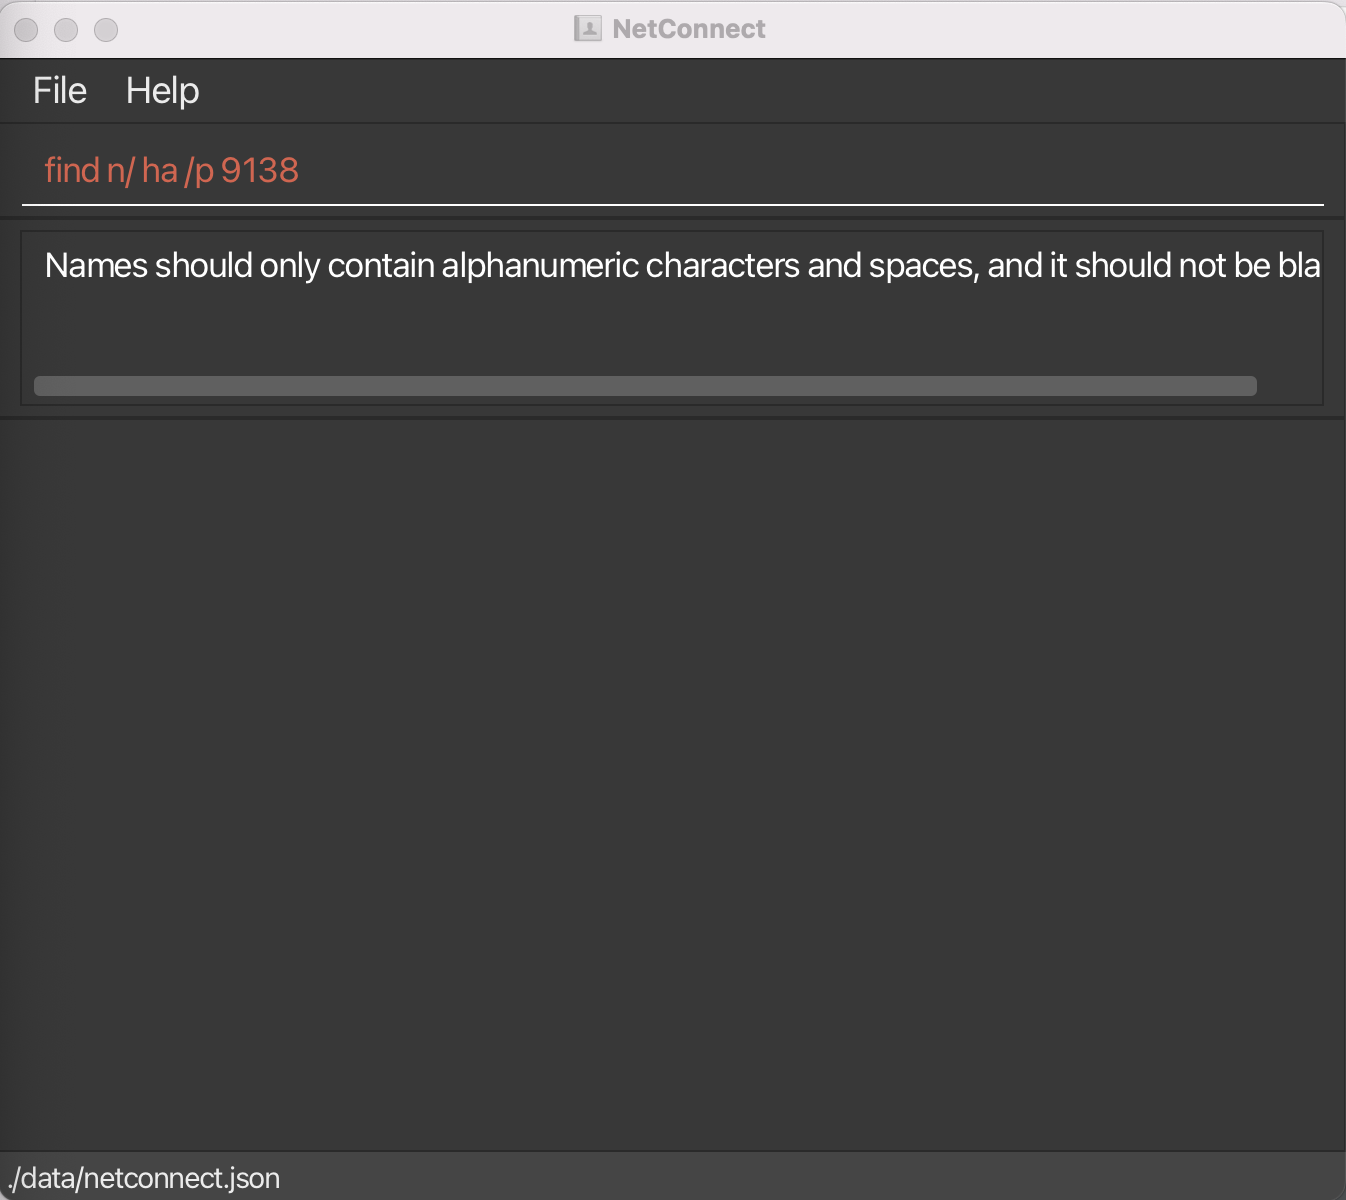 NetConnect
File Help
find n/ ha /p 9138
Names should only contain alphanumeric characters and spaces, and it should not be bla
./data/netconnect.json